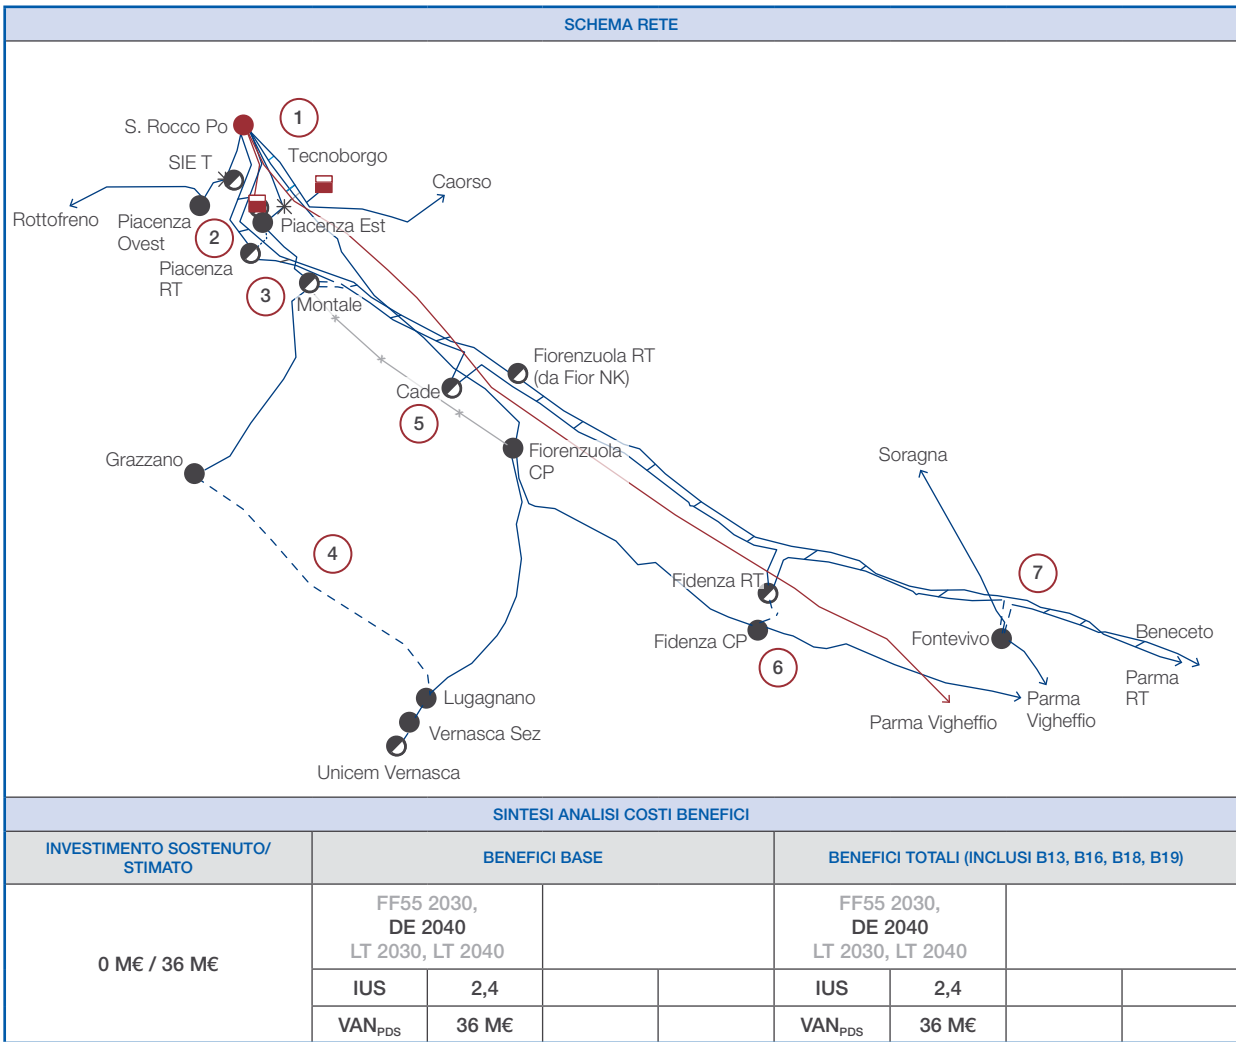 SCHEMA RETE
1
S. Rocco Po
Tecnoborgo
SIE T
Caorso
Rottofreno
Piacenza
Ovest
Piacenza Est
2
Piacenza
RT
3
Montale
Fiorenzuola RT
(da Fior NK)
Cade
5
Fiorenzuola
CP
Grazzano
Soragna
4
7
Fidenza RT
Beneceto
Fidenza CP
Fontevivo
6
Parma
RT
Parma
Vigheffio
Lugagnano
Parma Vigheffio
Vernasca Sez
Unicem Vernasca
SINTESI ANALISI COSTI BENEFICI
INVESTIMENTO SOSTENUTO/
STIMATO
BENEFICI BASE
BENEFICI TOTALI (INCLUSI B13, B16, B18, B19)
0 M€ / 36 M€
FF55 2030,
DE 2040
LT 2030, LT 2040
FF55 2030,
DE 2040
LT 2030, LT 2040
IUS 2,4 IUS 2,4
VANPDS 36 M€ VANPDS 36 M€